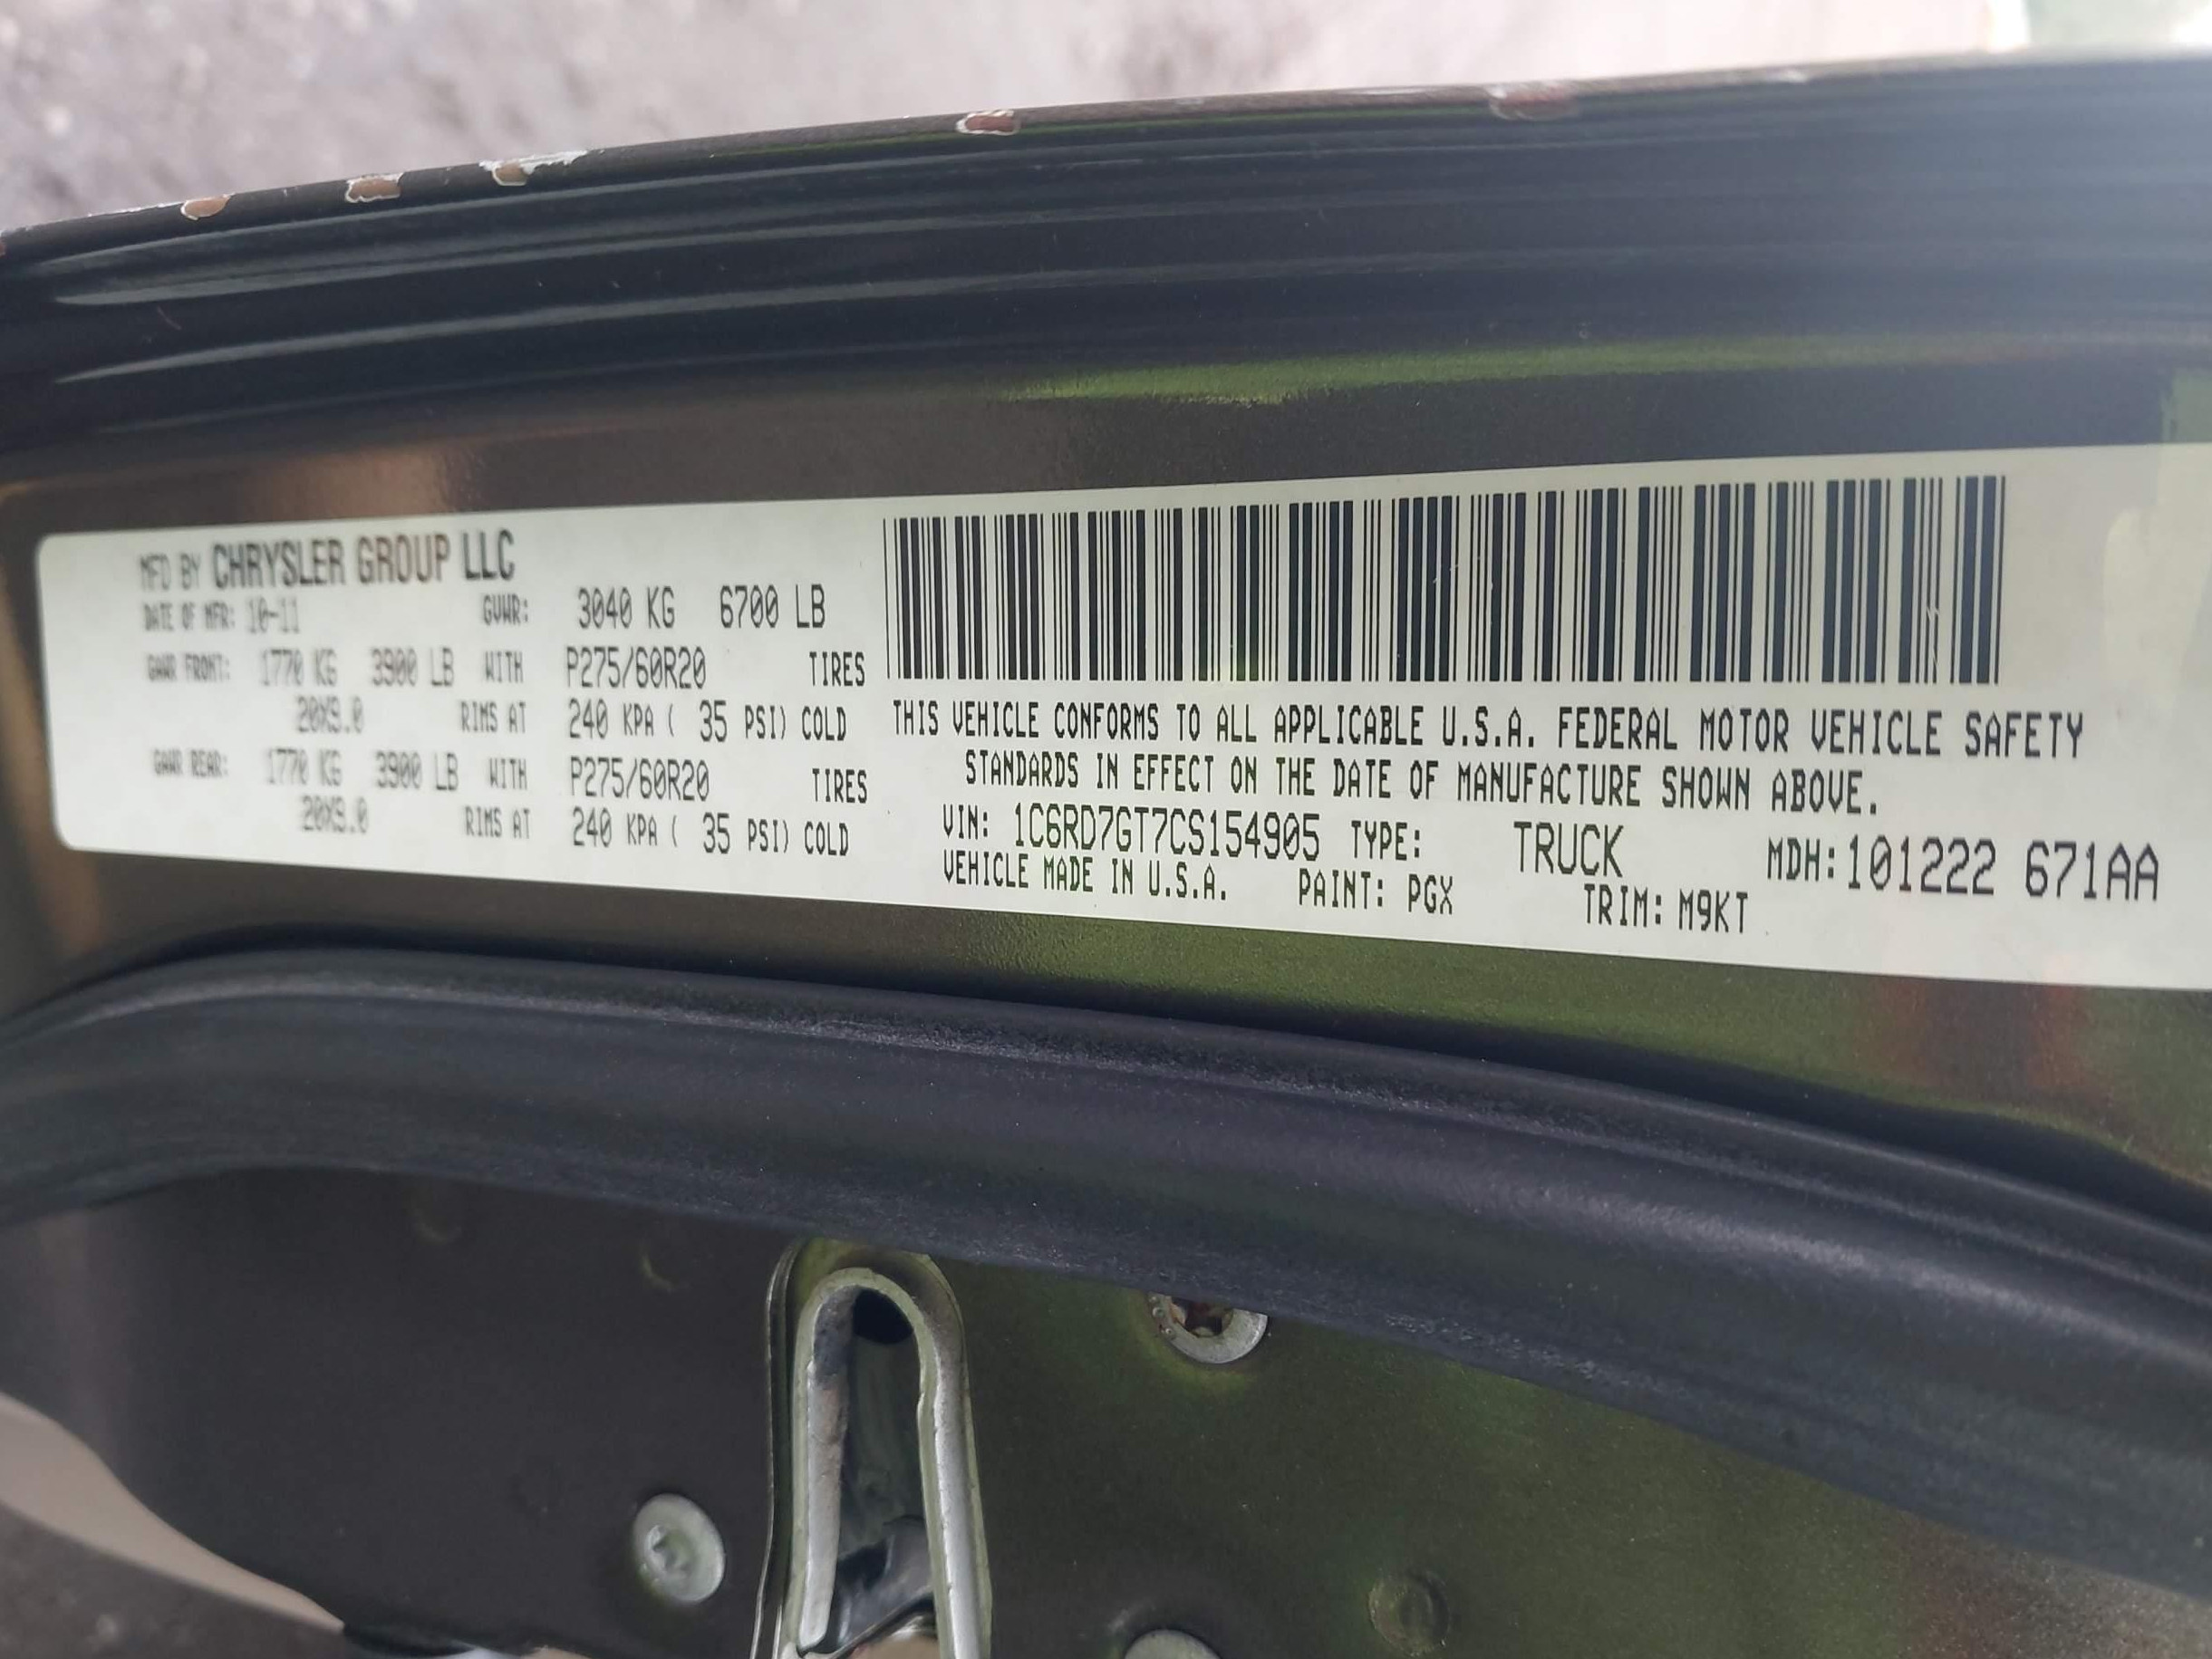 MFD BY CHRYSLER GROUP LLC
DATE OF MFR: 10-11 GVWR: 3040 KG 6700 LB
GAWR FRONT: 1770 KG 3900 LB WITH P275/60R20 TIRES
20X9.0 RIMS AT 240 KPA ( 35 PSI) COLD
GAWR REAR: 1770 KG 3900 LB WITH P275/60R20 TIRES
20X9.0 RIMS AT 240 KPA ( 35 PSI) COLD
THIS VEHICLE CONFORMS TO ALL APPLICABLE U.S.A. FEDERAL MOTOR VEHICLE SAFETY
STANDARDS IN EFFECT ON THE DATE OF MANUFACTURE SHOWN ABOVE.
VIN: 1C6RD7GT7CS154905 TYPE: TRUCK MDH:101222 671AA
VEHICLE MADE IN U.S.A. PAINT: PGX TRIM: M9KT